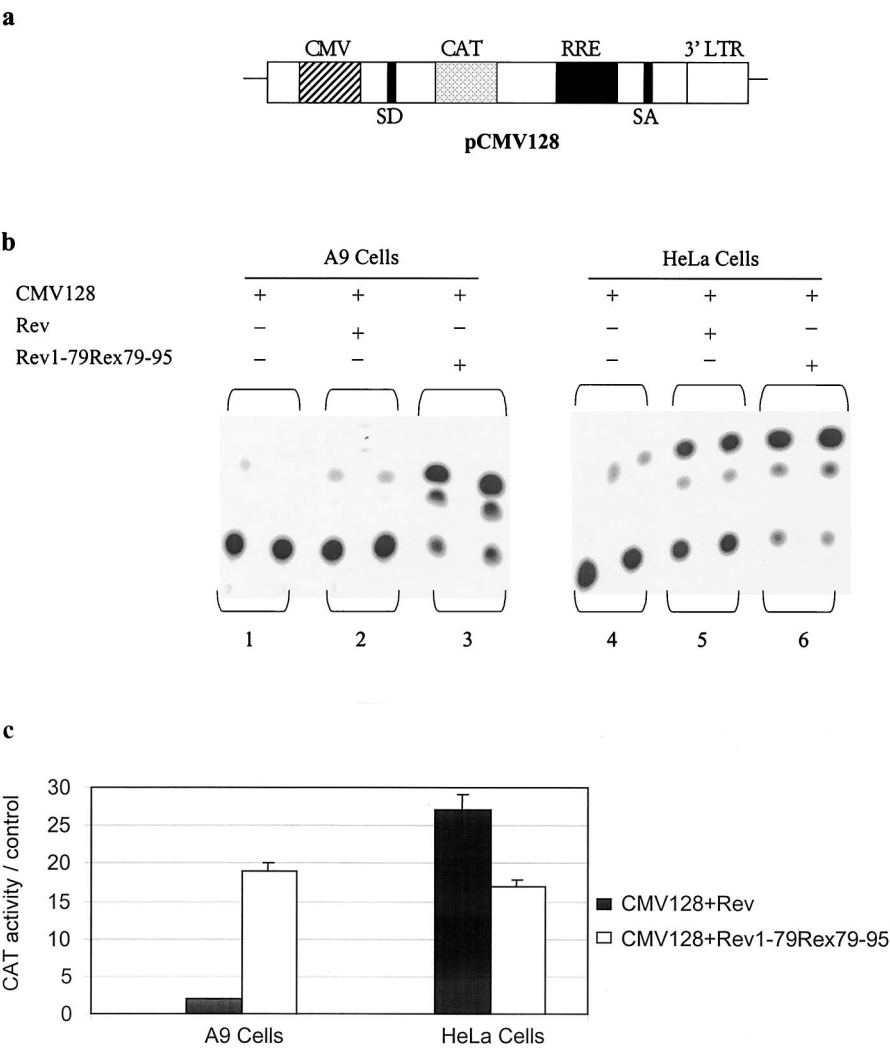 a
CMV CAT RRE 3' LTR
SD SA
pCMV128
b
A9 Cells HeLa Cells
CMV128 + + + + + +
Rev − + − − + −
Rev1-79Rex79-95 − − + − − +
1 2 3 4 5 6
c
30
25
20
15
10
5
0
CAT activity / control
A9 Cells HeLa Cells
CMV128+Rev
CMV128+Rev1-79Rex79-95